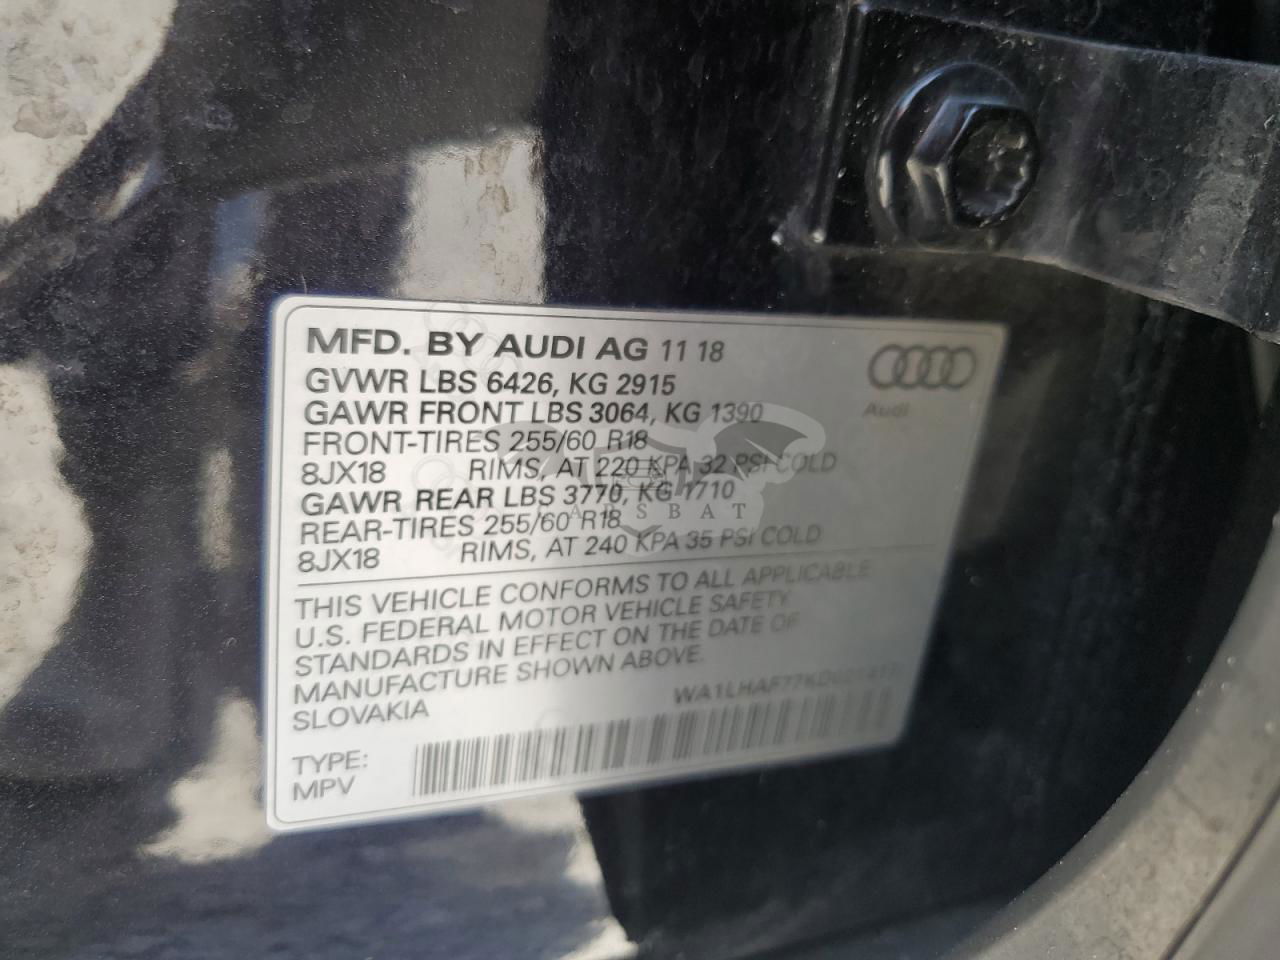 MFD. BY AUDI AG 11 18
GVWR LBS 6426, KG 2915
GAWR FRONT LBS 3064, KG 1390
FRONT-TIRES 255/60 R18
8JX18 RIMS, AT 220 KPA 32 PSI COLD
GAWR REAR LBS 3770, KG 1710
REAR-TIRES 255/60 R18
8JX18 RIMS, AT 240 KPA 35 PSI COLD
Audi
CARSBAT
THIS VEHICLE CONFORMS TO ALL APPLICABLE
U.S. FEDERAL MOTOR VEHICLE SAFETY
STANDARDS IN EFFECT ON THE DATE OF
MANUFACTURE SHOWN ABOVE.
SLOVAKIA
TYPE:
MPV